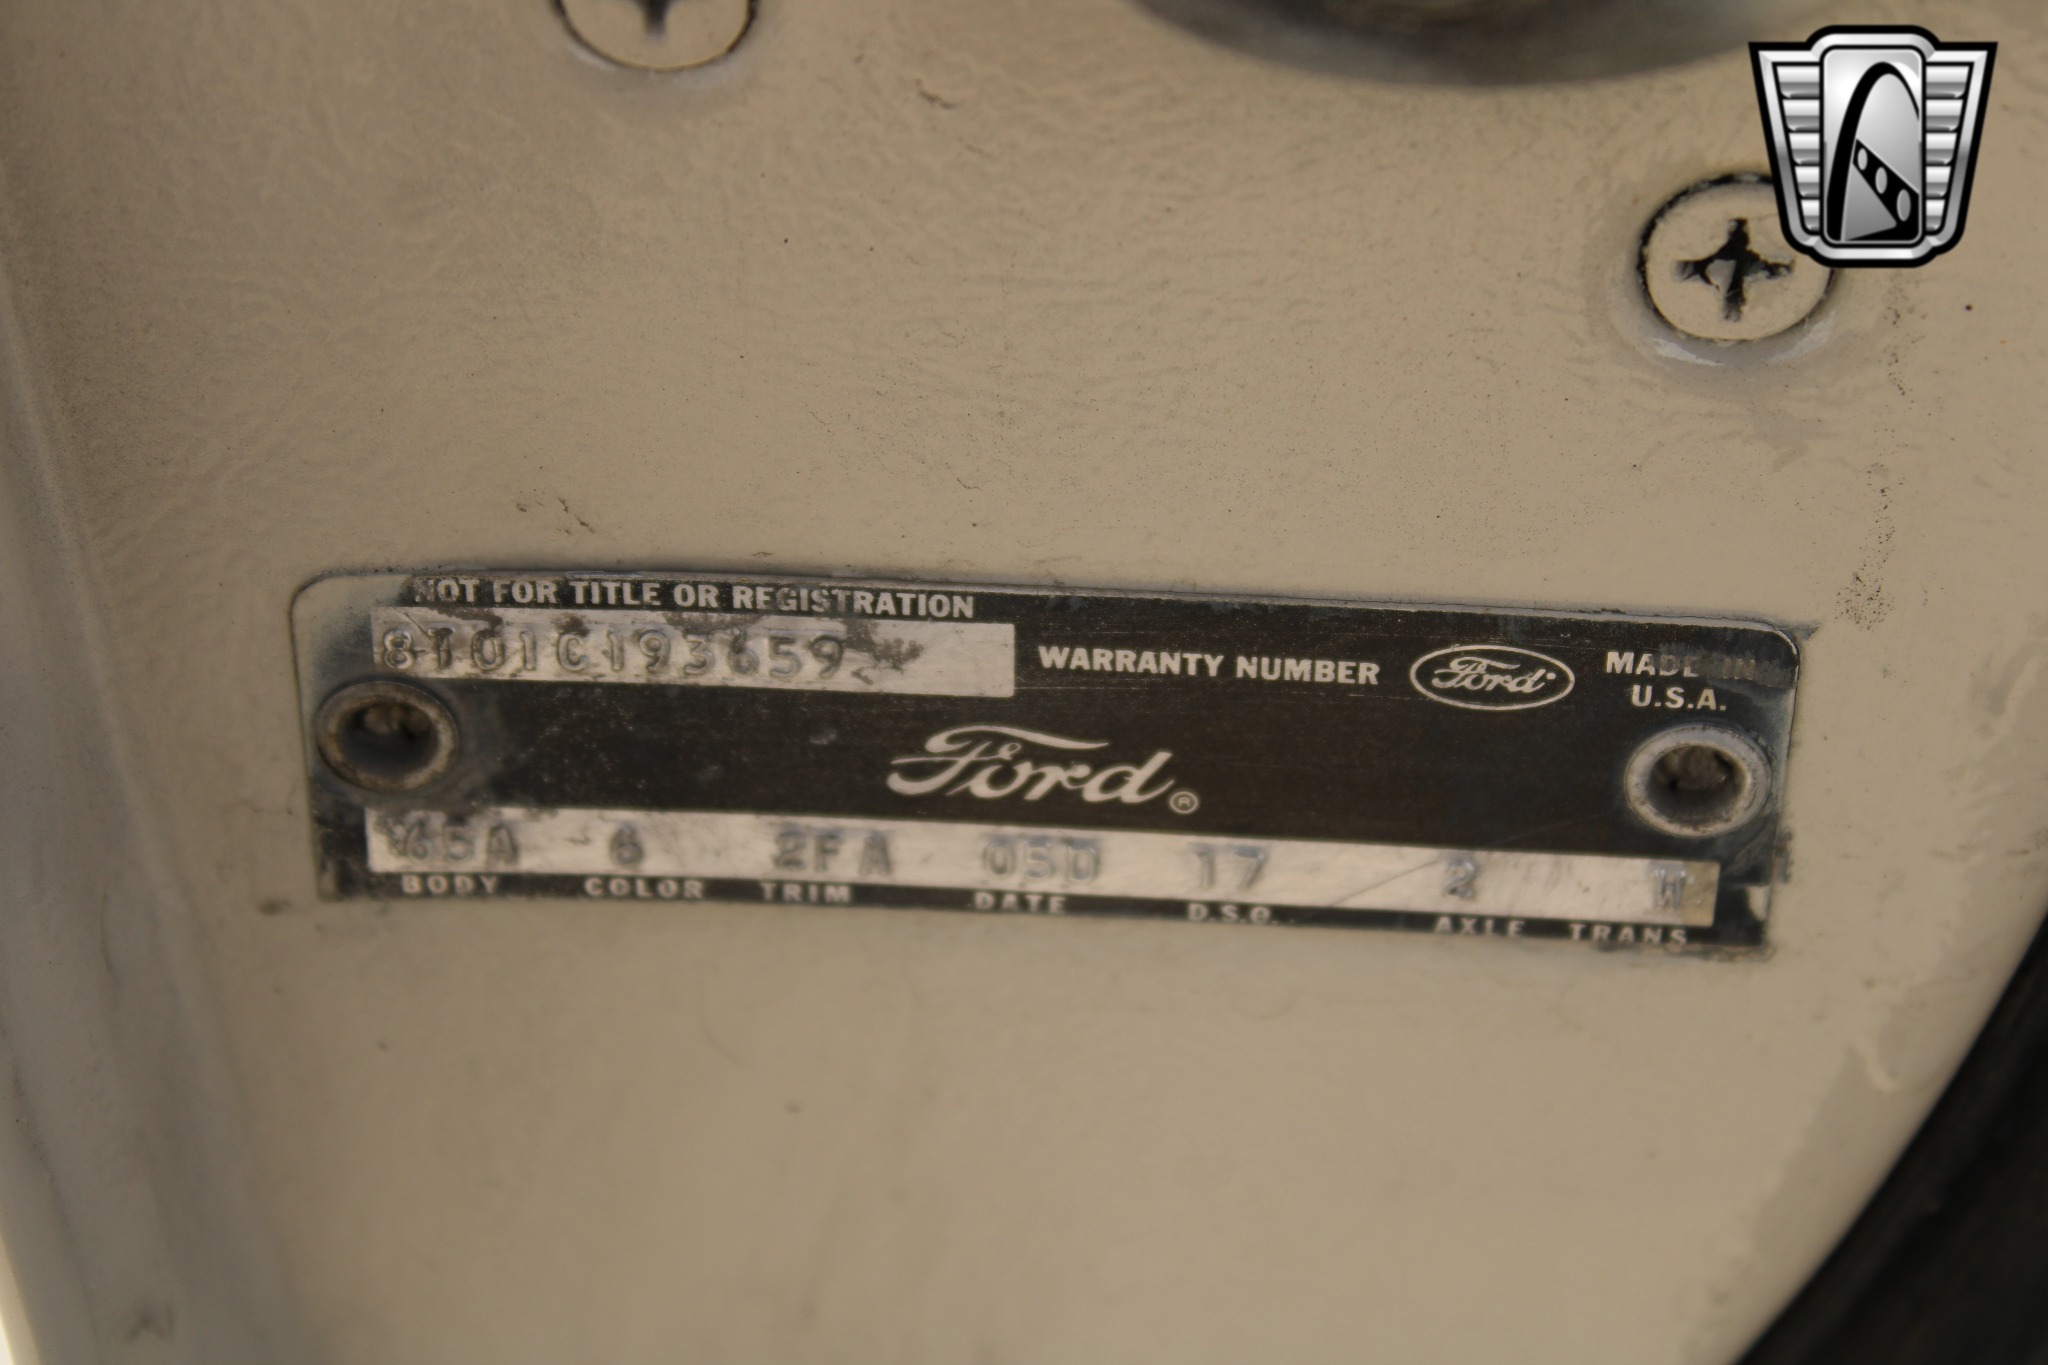 NOT FOR TITLE OR REGISTRATION
8T01C193659
WARRANTY NUMBER
Ford
MADE IN
U.S.A.
Ford®
65A 6 2FA 05D 17 2 W
BODY COLOR TRIM DATE D.S.O. AXLE TRANS